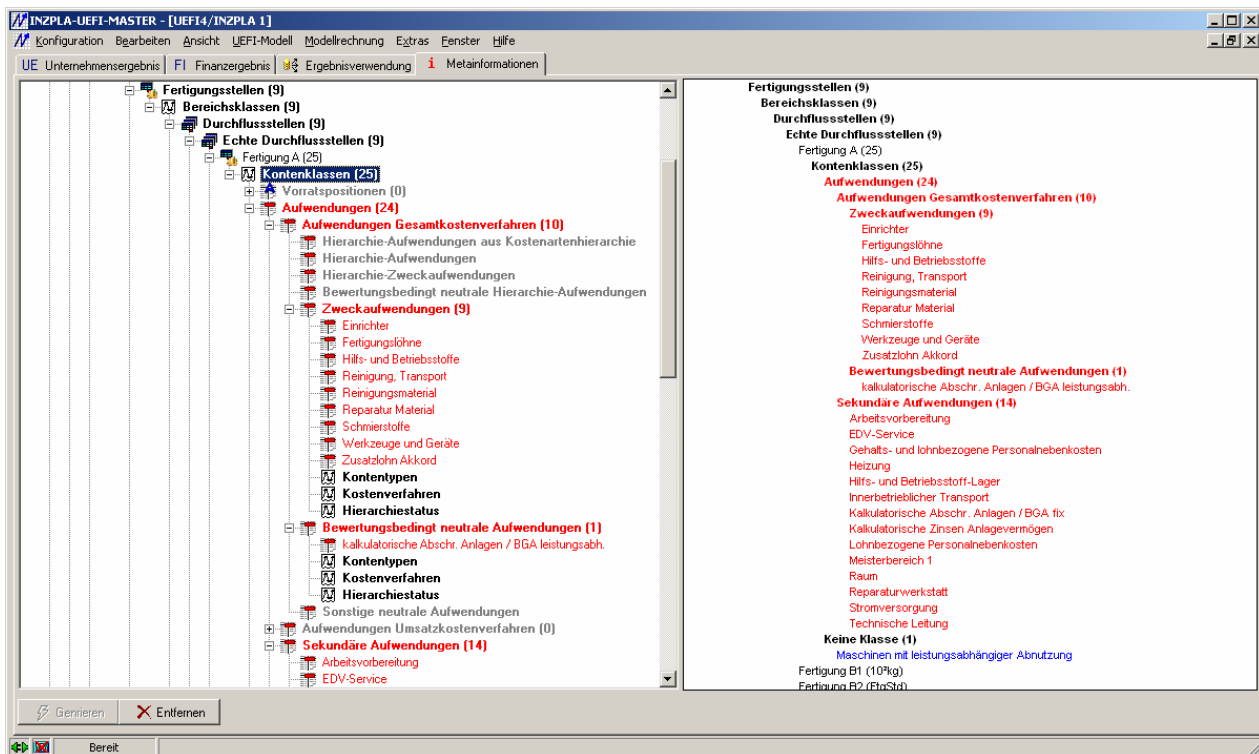 INZPLA-UEFI-MASTER - [UEFI4/INZPLA 1]
Konfiguration Bearbeiten Ansicht UEFI-Modell Modellrechnung Extras Fenster Hilfe
UE Unternehmensergebnis FI Finanzergebnis Ergebnisverwendung i Metainformationen
Fertigungsstellen (9)
Bereichsklassen (9)
Durchflussstellen (9)
Echte Durchflussstellen (9)
Fertigung A (25)
Kontenklassen (25)
Vorratspositionen (0)
Aufwendungen (24)
Aufwendungen Gesamtkostenverfahren (10)
Hierarchie-Aufwendungen aus Kostenartenhierarchie
Hierarchie-Aufwendungen
Hierarchie-Zweckaufwendungen
Bewertungsbedingt neutrale Hierarchie-Aufwendungen
Zweckaufwendungen (9)
Einrichter
Fertigungslöhne
Hilfs- und Betriebsstoffe
Reinigung, Transport
Reinigungsmaterial
Reparatur Material
Schmierstoffe
Werkzeuge und Geräte
Zusatzlohn Akkord
Kontentypen
Kostenverfahren
Hierarchiestatus
Bewertungsbedingt neutrale Aufwendungen (1)
kalkulatorische Abschr. Anlagen / BGA leistungsabh.
Kontentypen
Kostenverfahren
Hierarchiestatus
Sonstige neutrale Aufwendungen
Aufwendungen Umsatzkostenverfahren (0)
Sekundäre Aufwendungen (14)
Arbeitsvorbereitung
EDV-Service
Fertigungsstellen (9)
Bereichsklassen (9)
Durchflussstellen (9)
Echte Durchflussstellen (9)
Fertigung A (25)
Kontenklassen (25)
Aufwendungen (24)
Aufwendungen Gesamtkostenverfahren (10)
Zweckaufwendungen (9)
Einrichter
Fertigungslöhne
Hilfs- und Betriebsstoffe
Reinigung, Transport
Reinigungsmaterial
Reparatur Material
Schmierstoffe
Werkzeuge und Geräte
Zusatzlohn Akkord
Bewertungsbedingt neutrale Aufwendungen (1)
kalkulatorische Abschr. Anlagen / BGA leistungsabh.
Sekundäre Aufwendungen (14)
Arbeitsvorbereitung
EDV-Service
Gehalts- und lohnbezogene Personalnebenkosten
Heizung
Hilfs- und Betriebsstoff-Lager
Innerbetrieblicher Transport
Kalkulatorische Abschr. Anlagen / BGA fix
Kalkulatorische Zinsen Anlagevermögen
Lohnbezogene Personalnebenkosten
Meisterbereich 1
Raum
Reparaturwerkstatt
Stromversorgung
Technische Leitung
Keine Klasse (1)
Maschinen mit leistungsabhängiger Abnutzung
Fertigung B1 (10³kg)
Fertigung B2 (FtgStd)
Genrieren Entfernen
Bereit